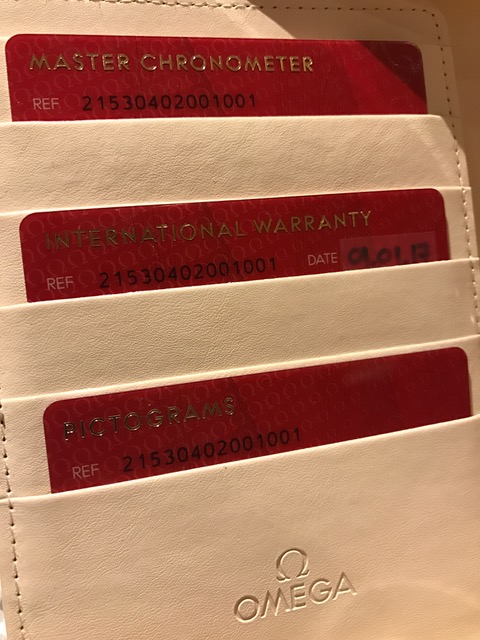 MASTER CHRONOMETER
REF 21530402001001
INTERNATIONAL WARRANTY
REF 21530402001001 DATE
PICTOGRAMS
REF 21530402001001
Ω
OMEGA